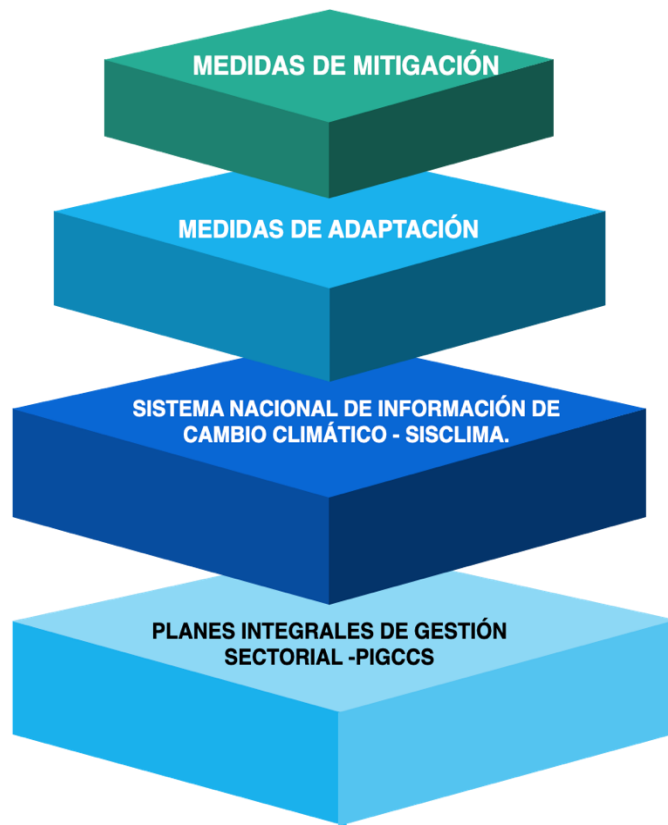 MEDIDAS DE MITIGACIÓN
MEDIDAS DE ADAPTACIÓN
SISTEMA NACIONAL DE INFORMACIÓN DE
CAMBIO CLIMÁTICO - SISCLIMA.
PLANES INTEGRALES DE GESTIÓN
SECTORIAL -PIGCCS